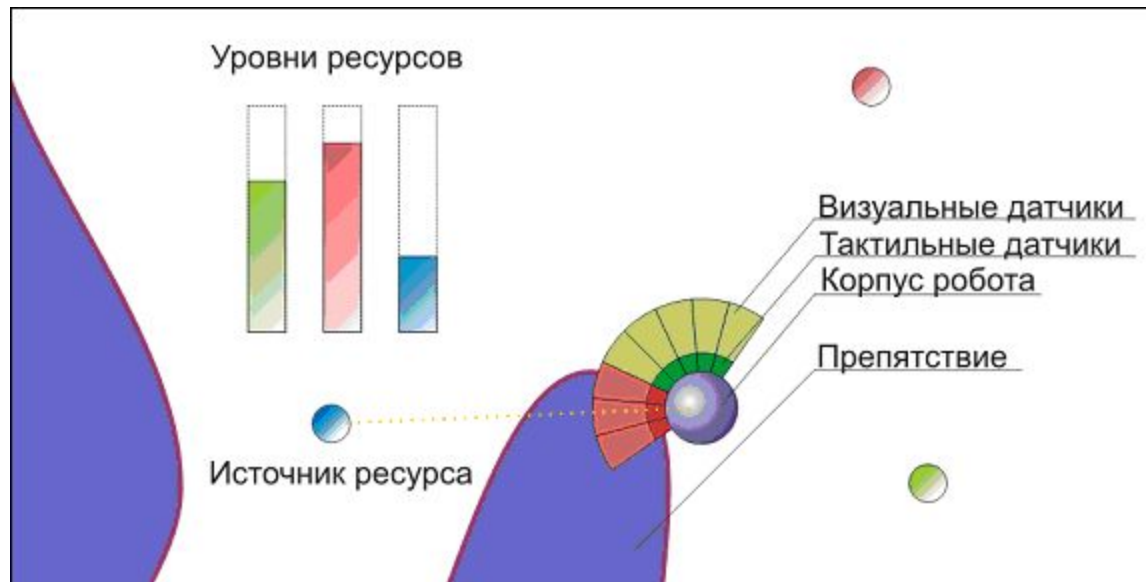 Уровни ресурсов
Визуальные датчики
Тактильные датчики
Корпус робота
Препятствие
Источник ресурса